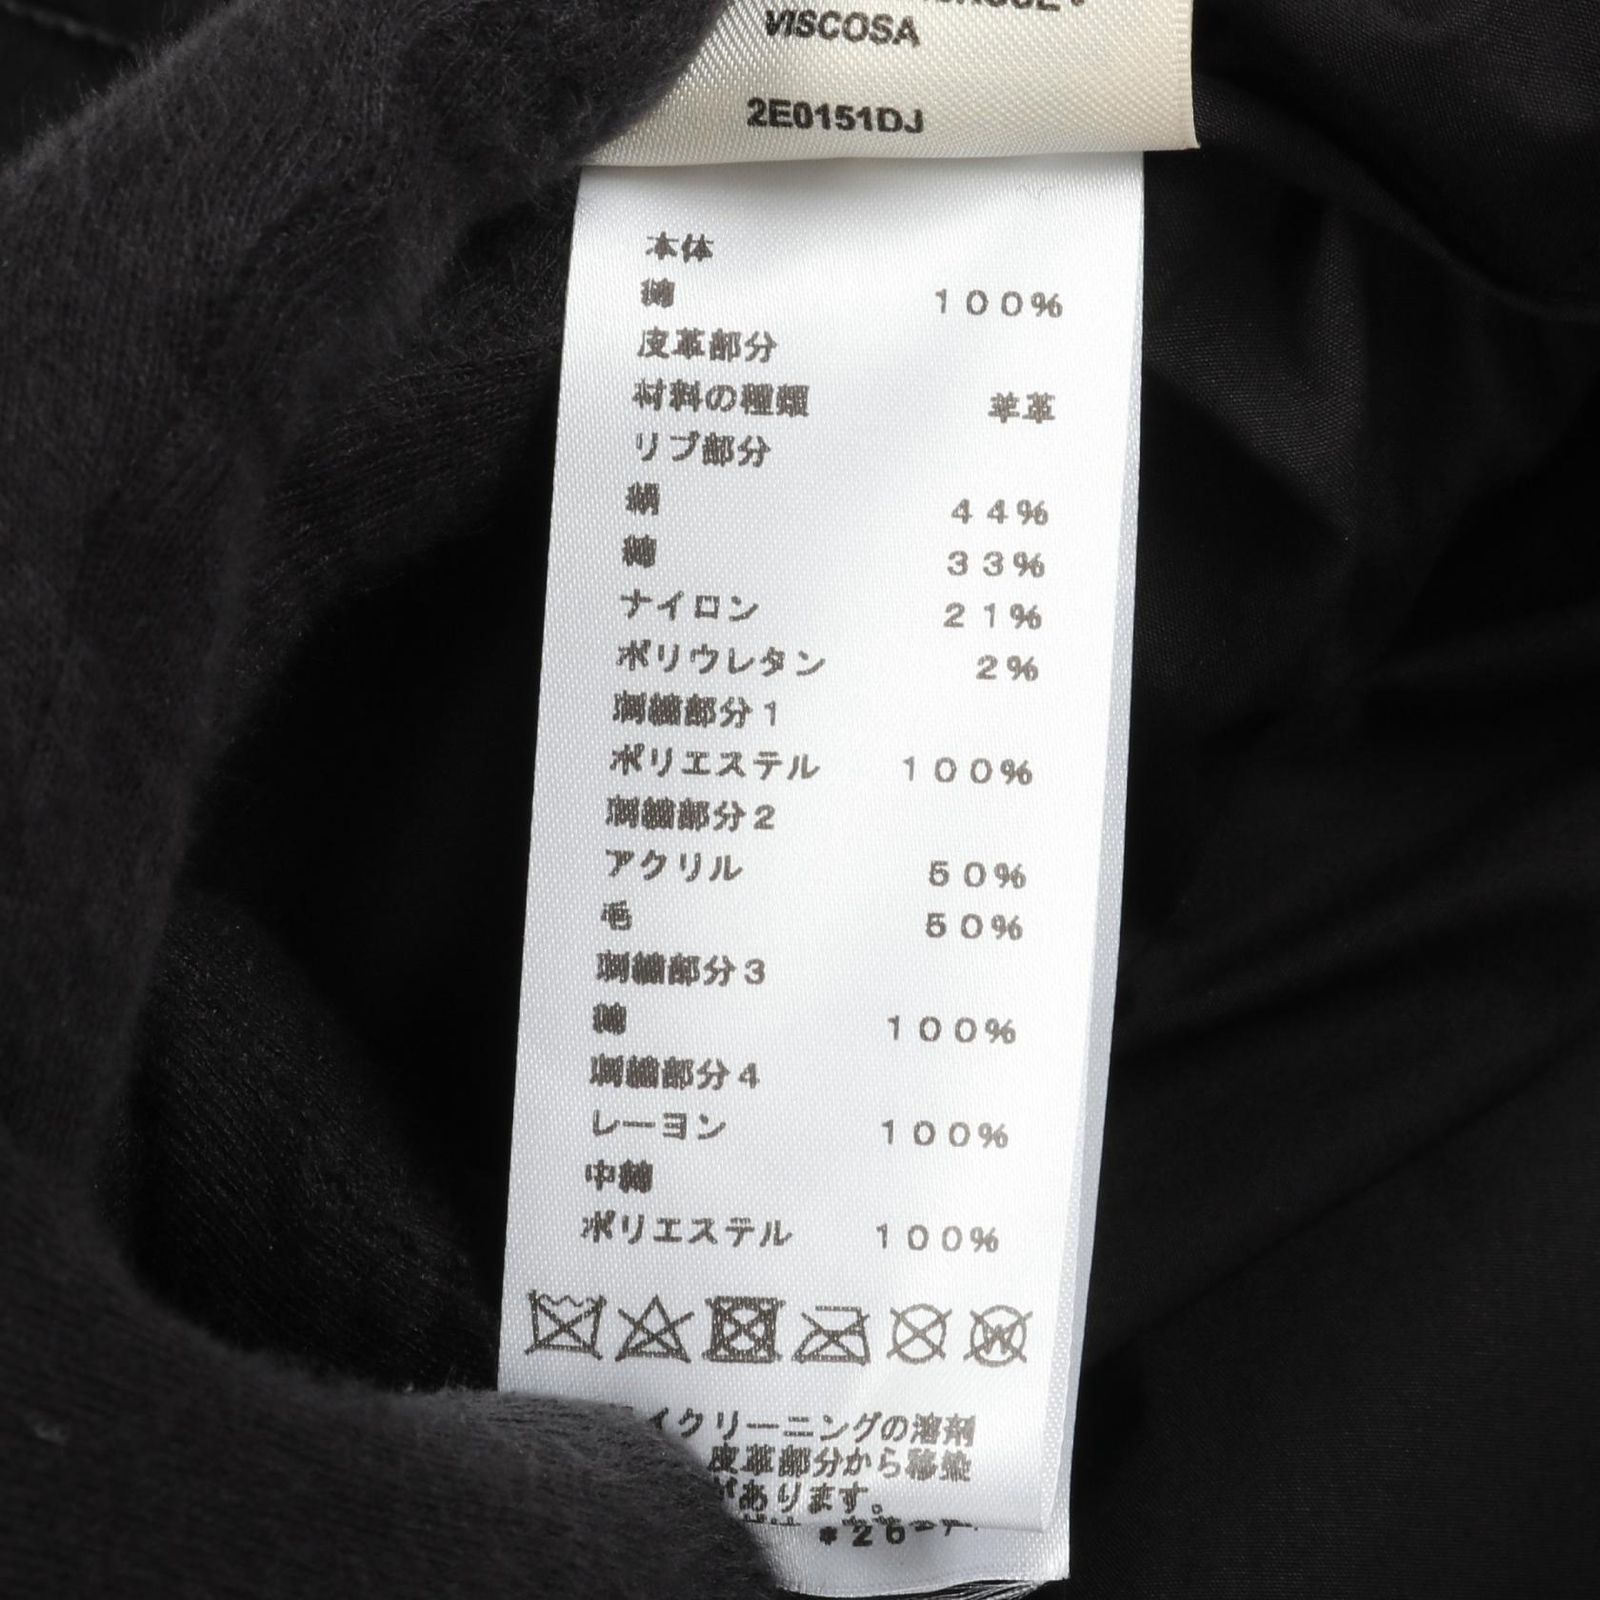 VISCOSA
2E0151DJ
本体
綿 100%
皮革部分
材料の種類 羊革
リブ部分
絹 44%
綿 33%
ナイロン 21%
ポリウレタン 2%
刺繍部分1
ポリエステル 100%
刺繍部分2
アクリル 50%
毛 50%
刺繍部分3
綿 100%
刺繍部分4
レーヨン 100%
中綿
ポリエステル 100%
W
イクリーニングの溶剤
皮革部分から移染
があります。